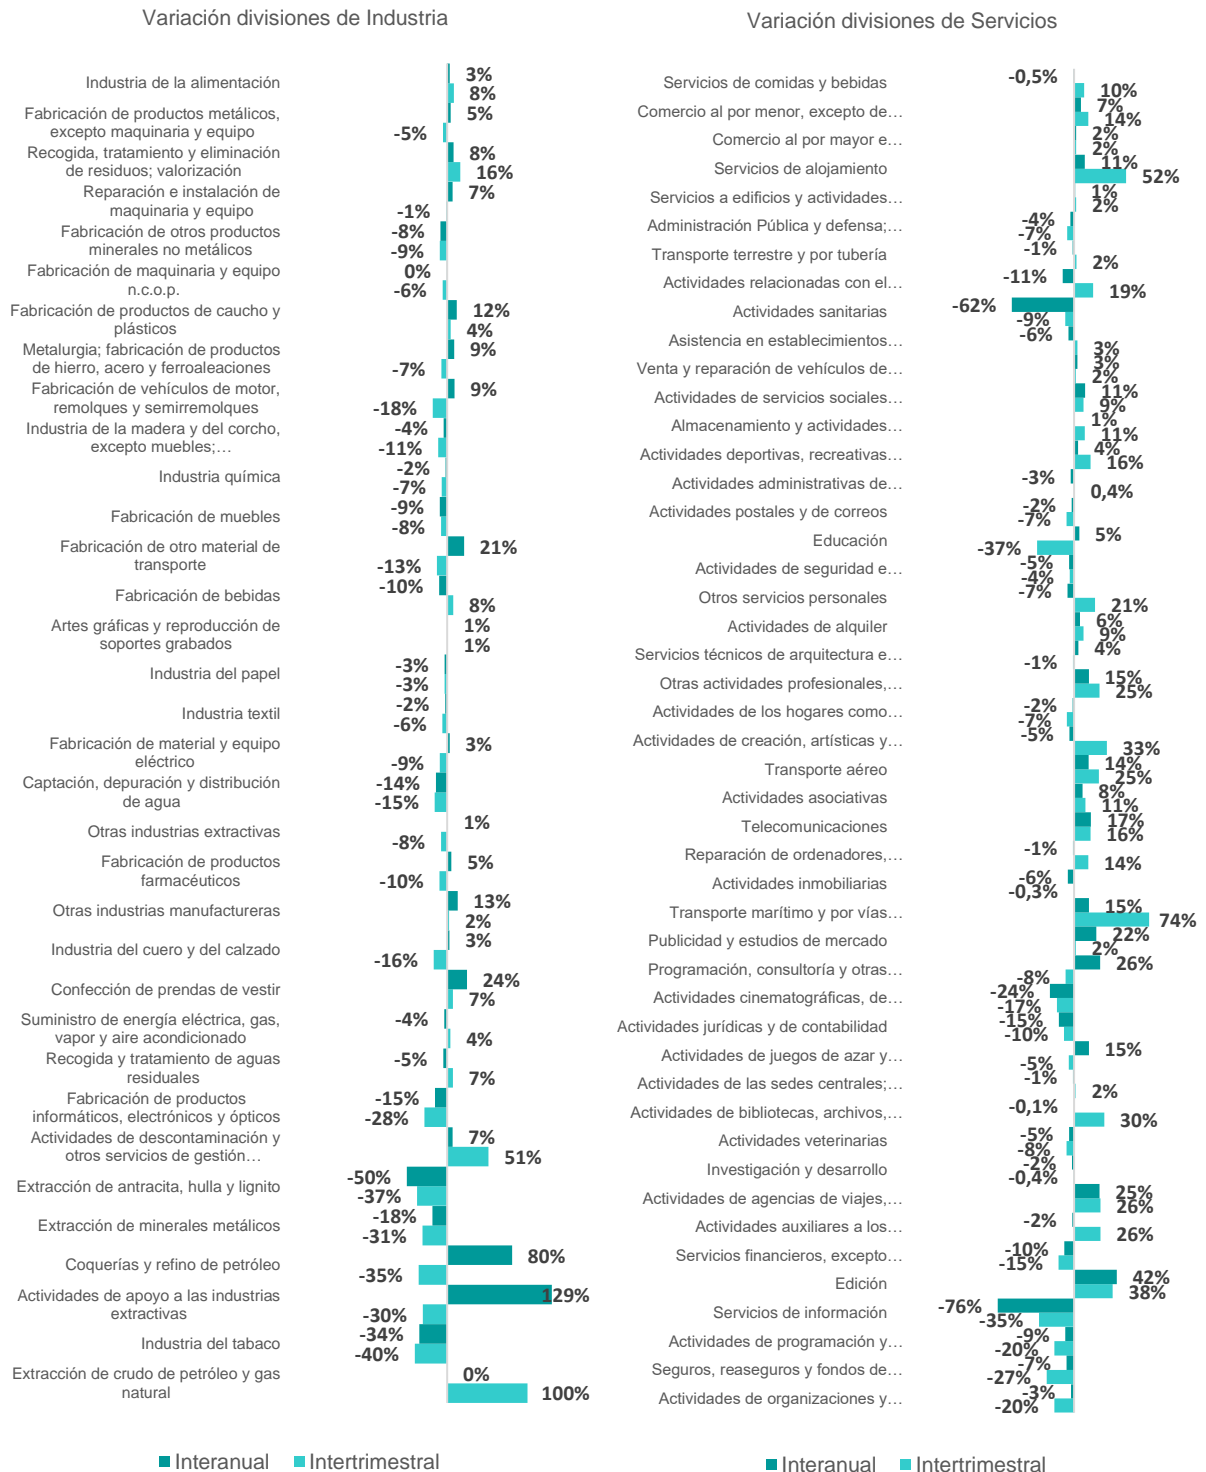 Variación divisiones de Industria
Industria de la alimentación
3%
8%
Fabricación de productos metálicos,
excepto maquinaria y equipo
5%
-5%
Recogida, tratamiento y eliminación
de residuos; valorización
8%
16%
Reparación e instalación de
maquinaria y equipo
7%
-1%
Fabricación de otros productos
minerales no metálicos
-8%
-9%
Fabricación de maquinaria y equipo
n.c.o.p.
0%
-6%
Fabricación de productos de caucho y
plásticos
12%
4%
Metalurgia; fabricación de productos
de hierro, acero y ferroaleaciones
9%
-7%
Fabricación de vehículos de motor,
remolques y semirremolques
9%
-18%
Industria de la madera y del corcho,
excepto muebles;…
-4%
-11%
Industria química
-2%
-7%
Fabricación de muebles
-9%
-8%
Fabricación de otro material de
transporte
21%
-13%
Fabricación de bebidas
-10%
8%
Artes gráficas y reproducción de
soportes grabados
1%
1%
Industria del papel
-3%
-3%
Industria textil
-2%
-6%
Fabricación de material y equipo
eléctrico
3%
-9%
Captación, depuración y distribución
de agua
-14%
-15%
Otras industrias extractivas
1%
-8%
Fabricación de productos
farmacéuticos
5%
-10%
Otras industrias manufactureras
13%
2%
Industria del cuero y del calzado
3%
-16%
Confección de prendas de vestir
24%
7%
Suministro de energía eléctrica, gas,
vapor y aire acondicionado
-4%
4%
Recogida y tratamiento de aguas
residuales
-5%
7%
Fabricación de productos
informáticos, electrónicos y ópticos
-15%
-28%
Actividades de descontaminación y
otros servicios de gestión…
7%
51%
Extracción de antracita, hulla y lignito
-50%
-37%
Extracción de minerales metálicos
-18%
-31%
Coquerías y refino de petróleo
80%
-35%
Actividades de apoyo a las industrias
extractivas
129%
-30%
Industria del tabaco
-34%
-40%
Extracción de crudo de petróleo y gas
natural
0%
100%
Interanual Intertrimestral
Variación divisiones de Servicios
Servicios de comidas y bebidas
-0,5%
10%
Comercio al por menor, excepto de…
7%
14%
Comercio al por mayor e…
2%
2%
Servicios de alojamiento
11%
52%
Servicios a edificios y actividades…
1%
2%
Administración Pública y defensa;…
-4%
-7%
Transporte terrestre y por tubería
-1%
2%
Actividades relacionadas con el…
-11%
19%
Actividades sanitarias
-62%
-9%
Asistencia en establecimientos…
-6%
3%
Venta y reparación de vehículos de…
3%
2%
Actividades de servicios sociales…
11%
9%
Almacenamiento y actividades…
1%
11%
Actividades deportivas, recreativas…
4%
16%
Actividades administrativas de…
-3%
0,4%
Actividades postales y de correos
-2%
-7%
Educación
5%
-37%
Actividades de seguridad e…
-5%
-4%
Otros servicios personales
-7%
21%
Actividades de alquiler
6%
9%
Servicios técnicos de arquitectura e…
4%
-1%
Otras actividades profesionales,…
15%
25%
Actividades de los hogares como…
-2%
-7%
Actividades de creación, artísticas y…
-5%
33%
Transporte aéreo
14%
25%
Actividades asociativas
8%
11%
Telecomunicaciones
17%
16%
Reparación de ordenadores,…
-1%
14%
Actividades inmobiliarias
-6%
-0,3%
Transporte marítimo y por vías…
15%
74%
Publicidad y estudios de mercado
22%
2%
Programación, consultoría y otras…
26%
-8%
Actividades cinematográficas, de…
-24%
-17%
Actividades jurídicas y de contabilidad
-15%
-10%
Actividades de juegos de azar y…
15%
-5%
Actividades de las sedes centrales;…
-1%
2%
Actividades de bibliotecas, archivos,…
-0,1%
30%
Actividades veterinarias
-5%
-8%
Investigación y desarrollo
-2%
-0,4%
Actividades de agencias de viajes,…
25%
26%
Actividades auxiliares a los…
-2%
26%
Servicios financieros, excepto…
-10%
-15%
Edición
42%
38%
Servicios de información
-76%
-35%
Actividades de programación y…
-9%
-20%
Seguros, reaseguros y fondos de…
-7%
-27%
Actividades de organizaciones y…
-3%
-20%
Interanual Intertrimestral